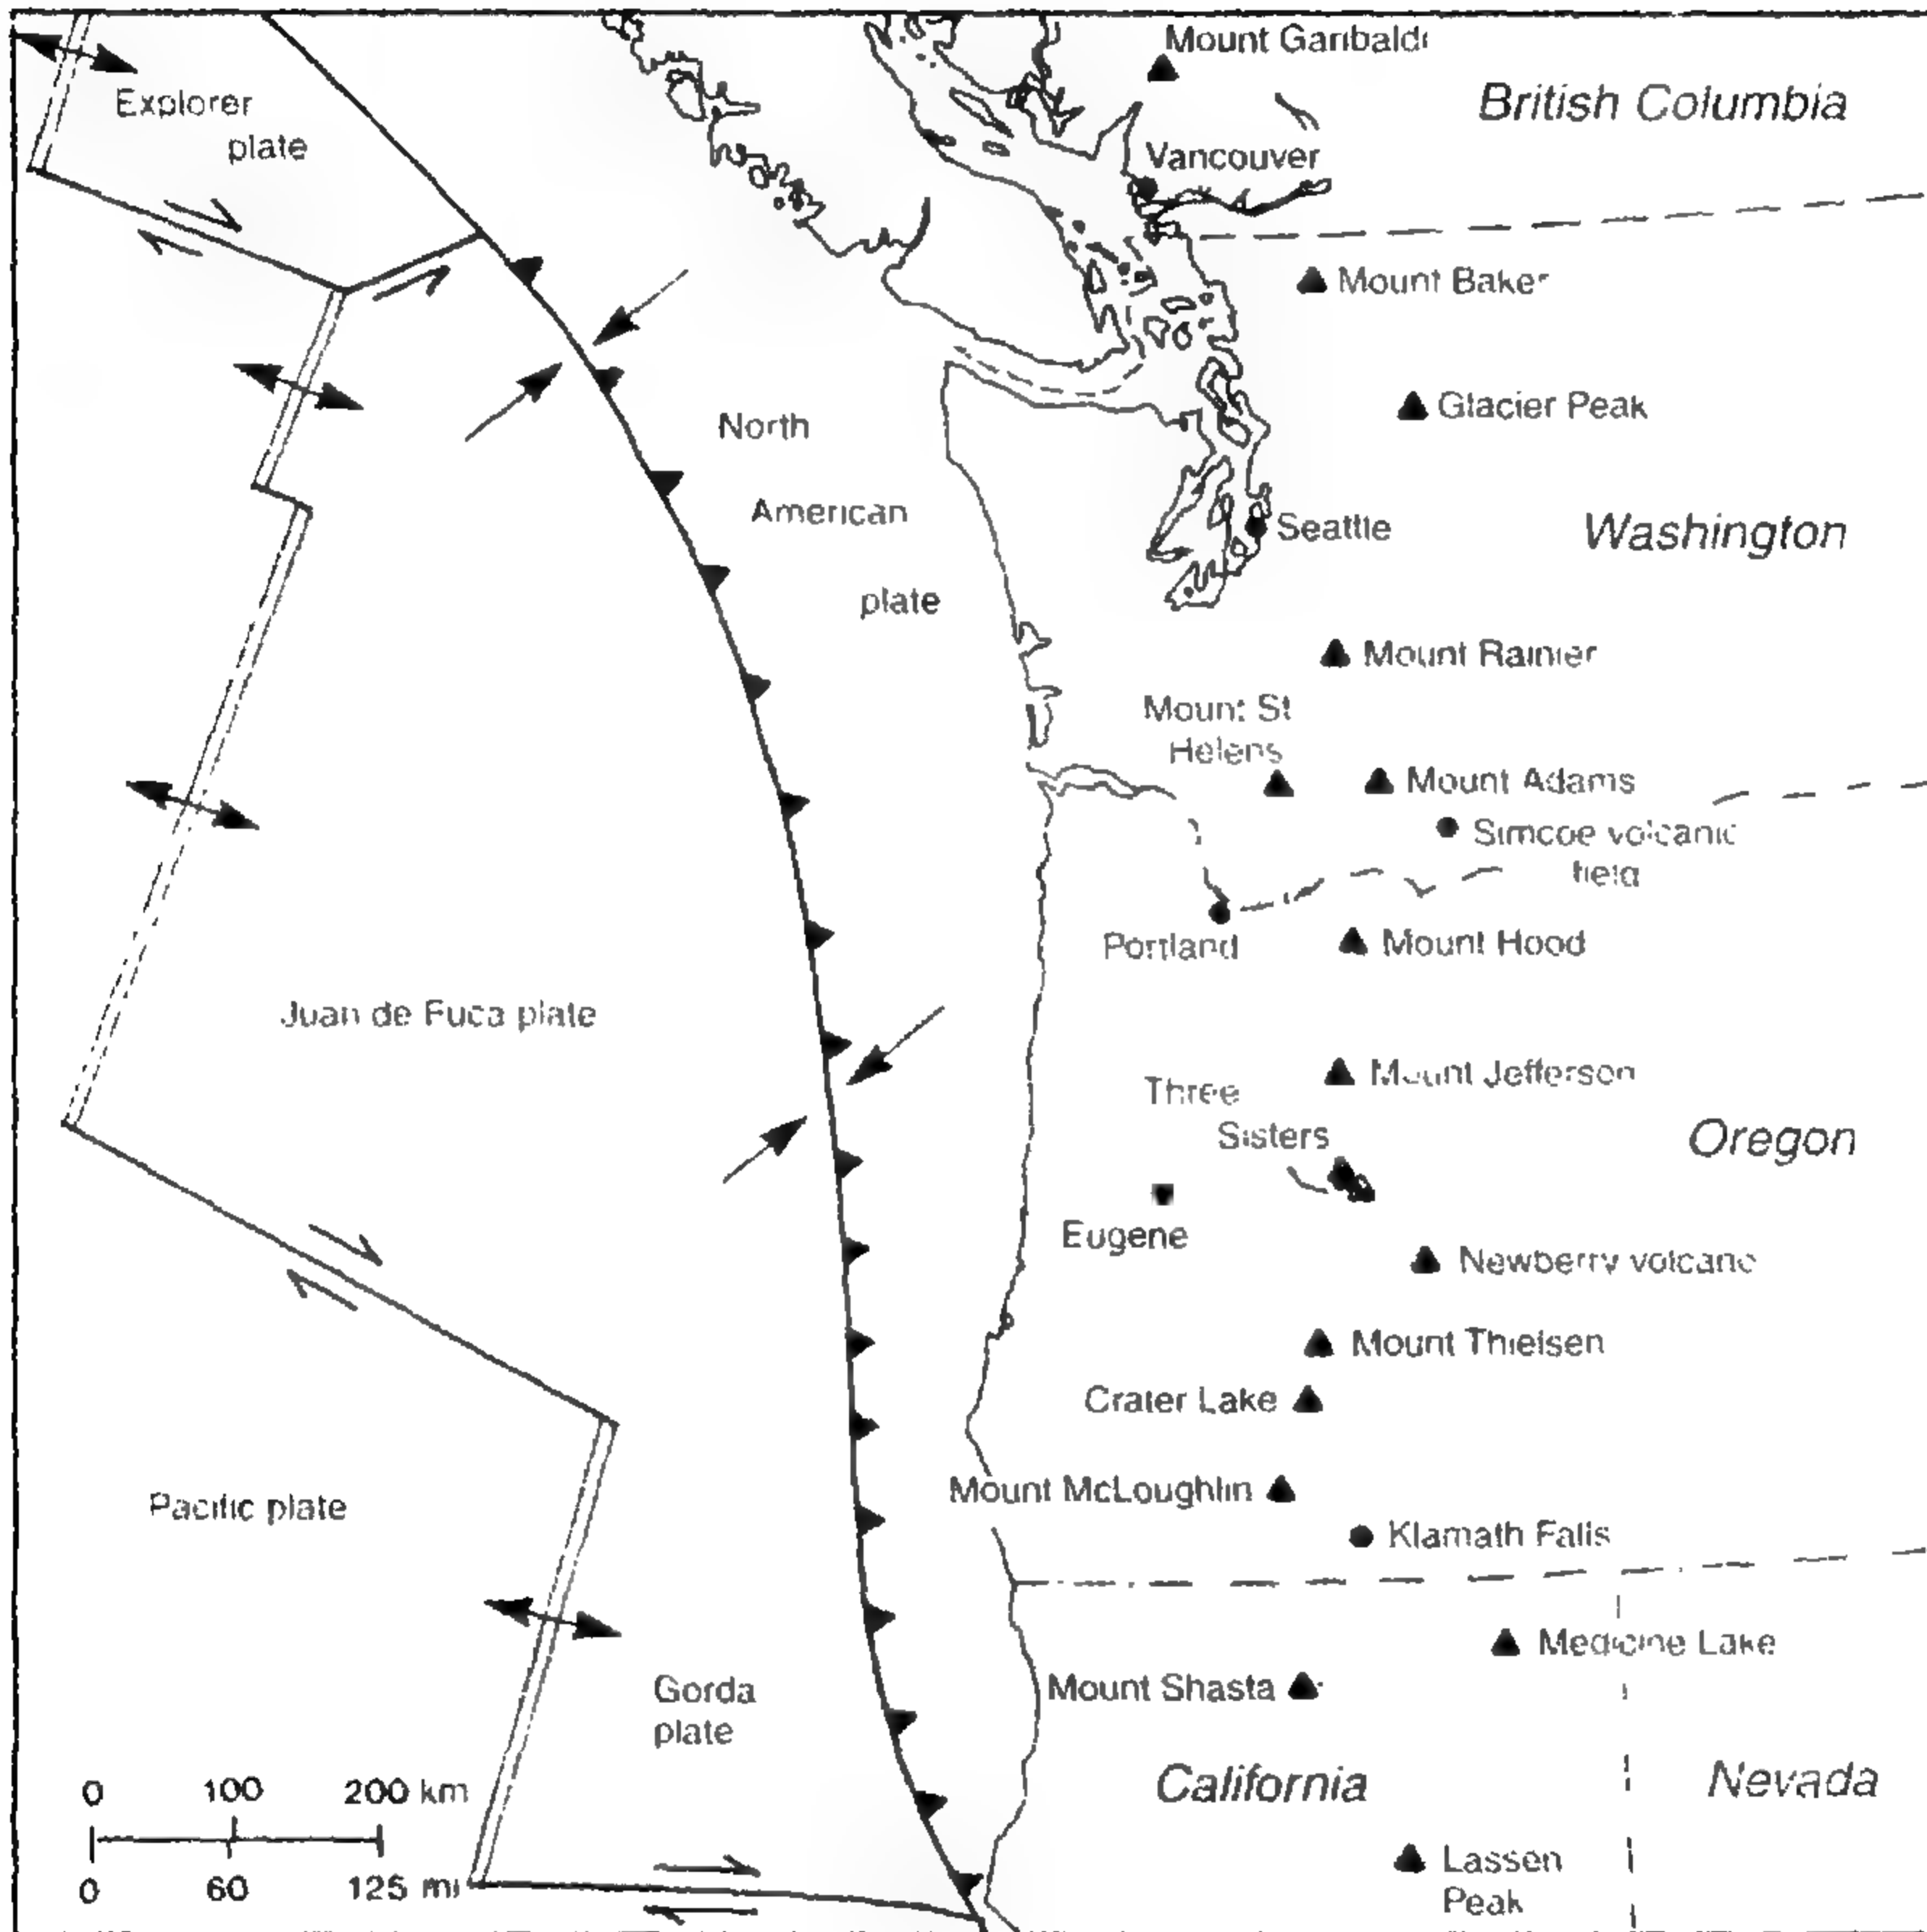 Mount Garibaldi
British Columbia
Explorer
plate
Vancouver
Mount Baker
Glacier Peak
North
American
plate
Seattle
Washington
Mount Rainier
Mount St
Helens
Mount Adams
Simcoe volcanic
field
Portland
Mount Hood
Juan de Fuca plate
Mount Jefferson
Three
Sisters
Oregon
Eugene
Newberry volcano
Mount Thielsen
Crater Lake
Mount McLoughlin
Pacific plate
Klamath Falls
Medicine Lake
Mount Shasta
Gorda
plate
California
Nevada
0 100 200 km
0 60 125 mi
Lassen
Peak